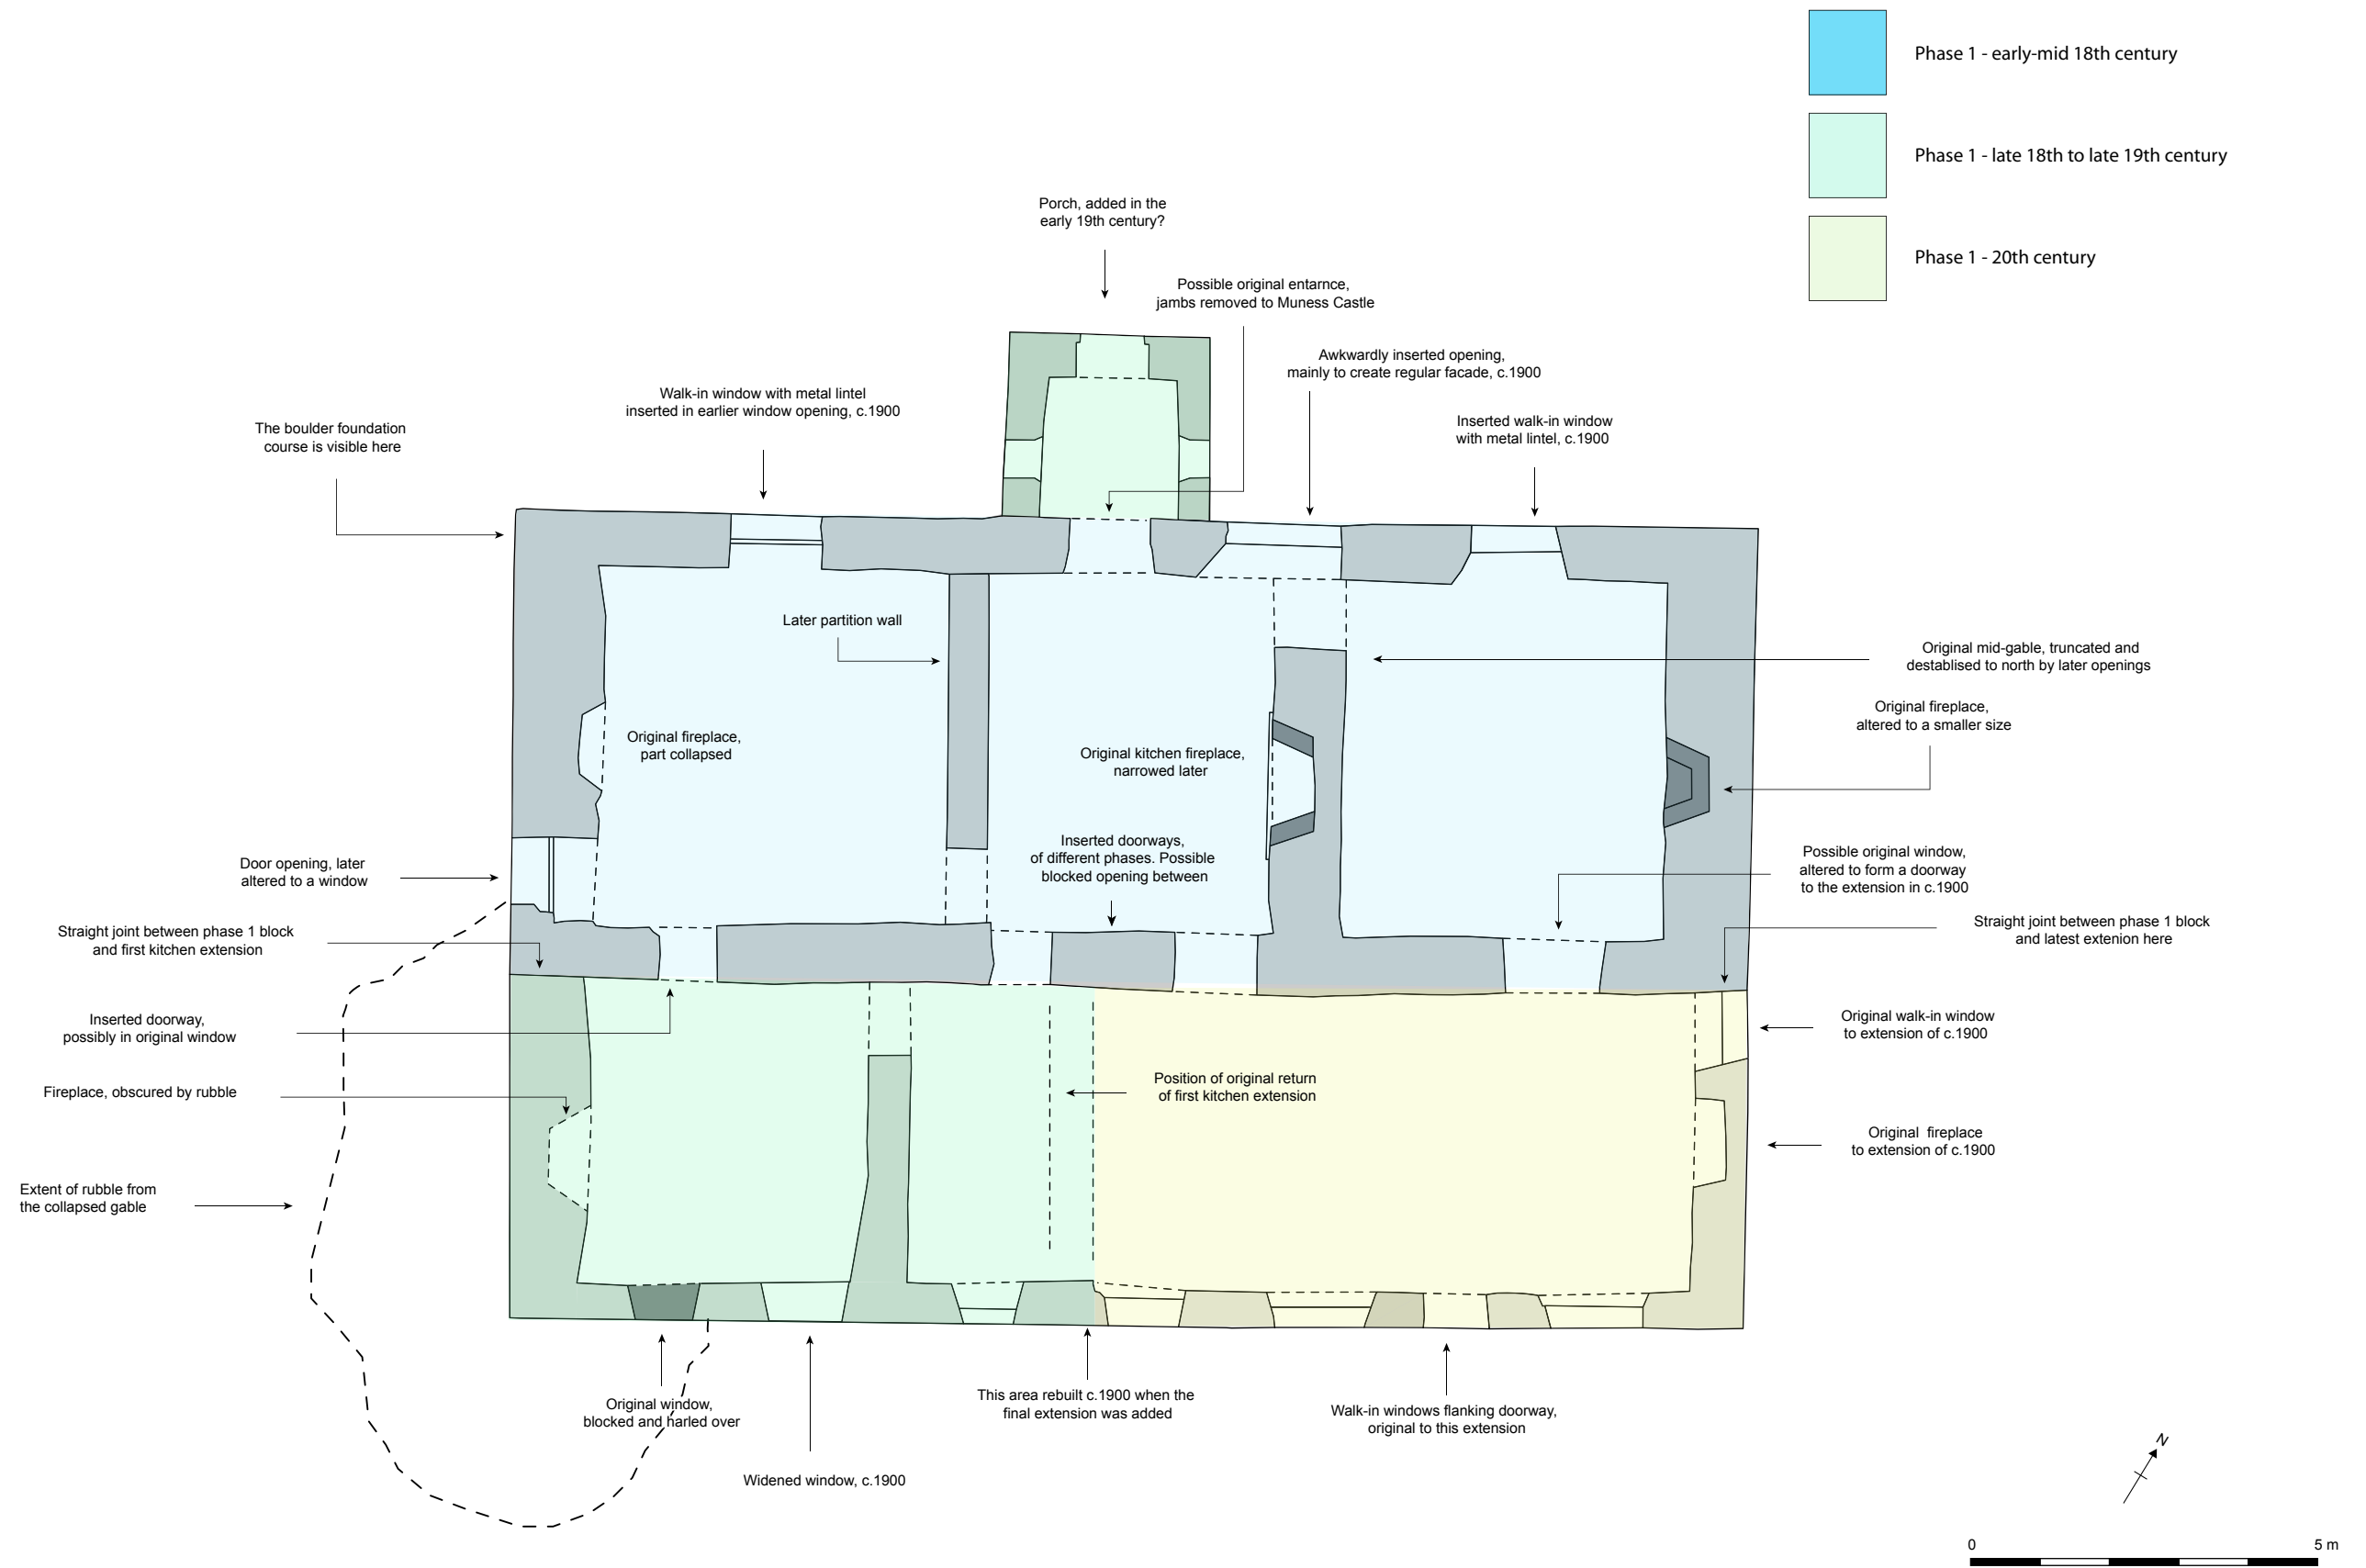 Phase 1 - early-mid 18th century
Phase 1 - late 18th to late 19th century
Phase 1 - 20th century
Porch, added in the
early 19th century?
Possible original entarnce,
jambs removed to Muness Castle
Awkwardly inserted opening,
mainly to create regular facade, c.1900
Walk-in window with metal lintel
inserted in earlier window opening, c.1900
Inserted walk-in window
with metal lintel, c.1900
The boulder foundation
course is visible here
Later partition wall
Original mid-gable, truncated and
destablised to north by later openings
Original fireplace,
altered to a smaller size
Original fireplace,
part collapsed
Original kitchen fireplace,
narrowed later
Inserted doorways,
of different phases. Possible
blocked opening between
Possible original window,
altered to form a doorway
to the extension in c.1900
Door opening, later
altered to a window
Straight joint between phase 1 block
and first kitchen extension
Straight joint between phase 1 block
and latest extenion here
Inserted doorway,
possibly in original window
Original walk-in window
to extension of c.1900
Fireplace, obscured by rubble
Position of original return
of first kitchen extension
Original fireplace
to extension of c.1900
Extent of rubble from
the collapsed gable
Original window,
blocked and harled over
This area rebuilt c.1900 when the
final extension was added
Walk-in windows flanking doorway,
original to this extension
Widened window, c.1900
N
0 5 m